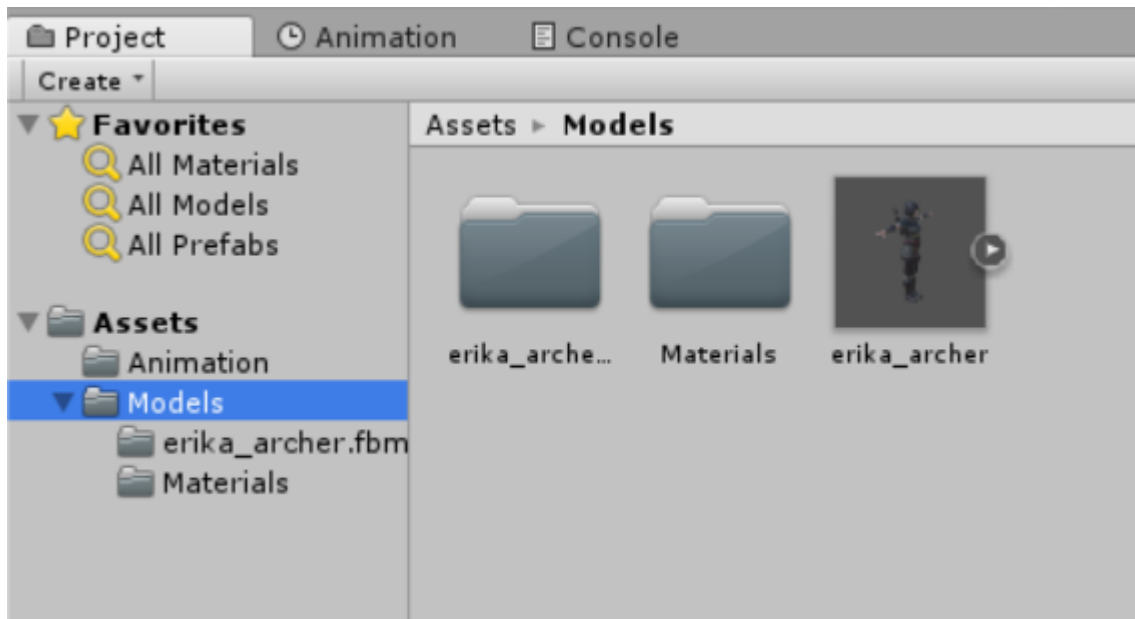 Project
Animation
Console
Create
Favorites
All Materials
All Models
All Prefabs
Assets
Animation
Models
erika_archer.fbm
Materials
Assets ▸ Models
erika_arche...
Materials
erika_archer